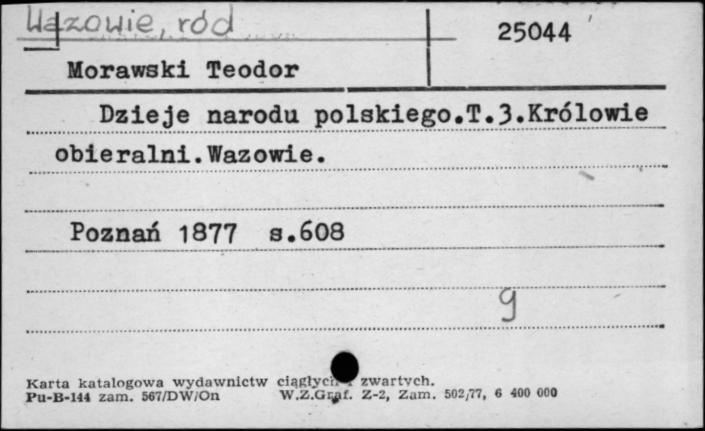 Wazowie, ród
25044
Morawski Teodor
Dzieje narodu polskiego.T.3.Królowie
obieralni.Wazowie.
Poznań 1877 s.608
g
Karta katalogowa wydawnictw ciągłych i zwartych.
Pu-B-144 zam. 567/DW/On W.Z.Graf. Z-2, Zam. 502/77, 6 400 000